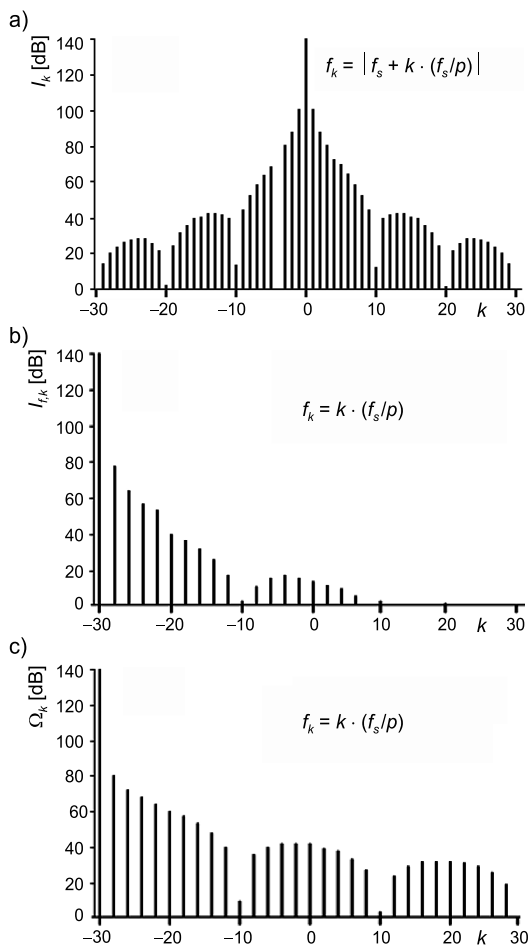 a)
I_k [dB]
140
120
100
80
60
40
20
0
f_k = |f_s + k · (f_s/p)|
–30 –20 –10 0 10 20 k 30
b)
I_{f,k} [dB]
140
120
100
80
60
40
20
0
f_k = k · (f_s/p)
–30 –20 –10 0 10 20 k 30
c)
Ω_k [dB]
140
120
100
80
60
40
20
0
f_k = k · (f_s/p)
–30 –20 –10 0 10 20 k 30